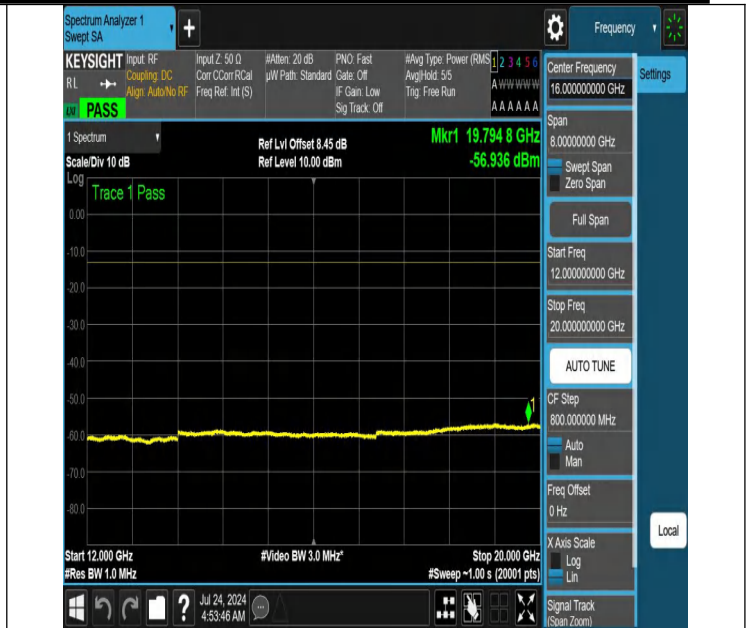 Spectrum Analyzer 1
Swept SA
+
Frequency
KEYSIGHT
RL
PASS
Input: RF
Coupling: DC
Align: Auto/No RF
Input Z: 50 Ω
Corr CCorr RCal
Freq Ref: Int (S)
#Atten: 20 dB
µW Path: Standard
PNO: Fast
Gate: Off
IF Gain: Low
Sig Track: Off
#Avg Type: Power (RMS
Avg|Hold: 5/5
Trig: Free Run
1 2 3 4 5 6
A W W W W W
A A A A A A
1 Spectrum
Scale/Div 10 dB
Ref Lvl Offset 8.45 dB
Ref Level 10.00 dBm
Mkr1 19.794 8 GHz
-56.936 dBm
Log
Trace 1 Pass
0.00
-10.0
-20.0
-30.0
-40.0
-50.0
-60.0
-70.0
-80.0
1
Start 12.000 GHz
#Res BW 1.0 MHz
#Video BW 3.0 MHz*
Stop 20.000 GHz
#Sweep ~1.00 s (20001 pts)
?
Jul 24, 2024
4:53:46 AM
Center Frequency
16.000000000 GHz
Settings
Span
8.00000000 GHz
Swept Span
Zero Span
Full Span
Start Freq
12.000000000 GHz
Stop Freq
20.000000000 GHz
AUTO TUNE
CF Step
800.000000 MHz
Auto
Man
Freq Offset
0 Hz
X Axis Scale
Log
Lin
Local
Signal Track
(Span Zoom)